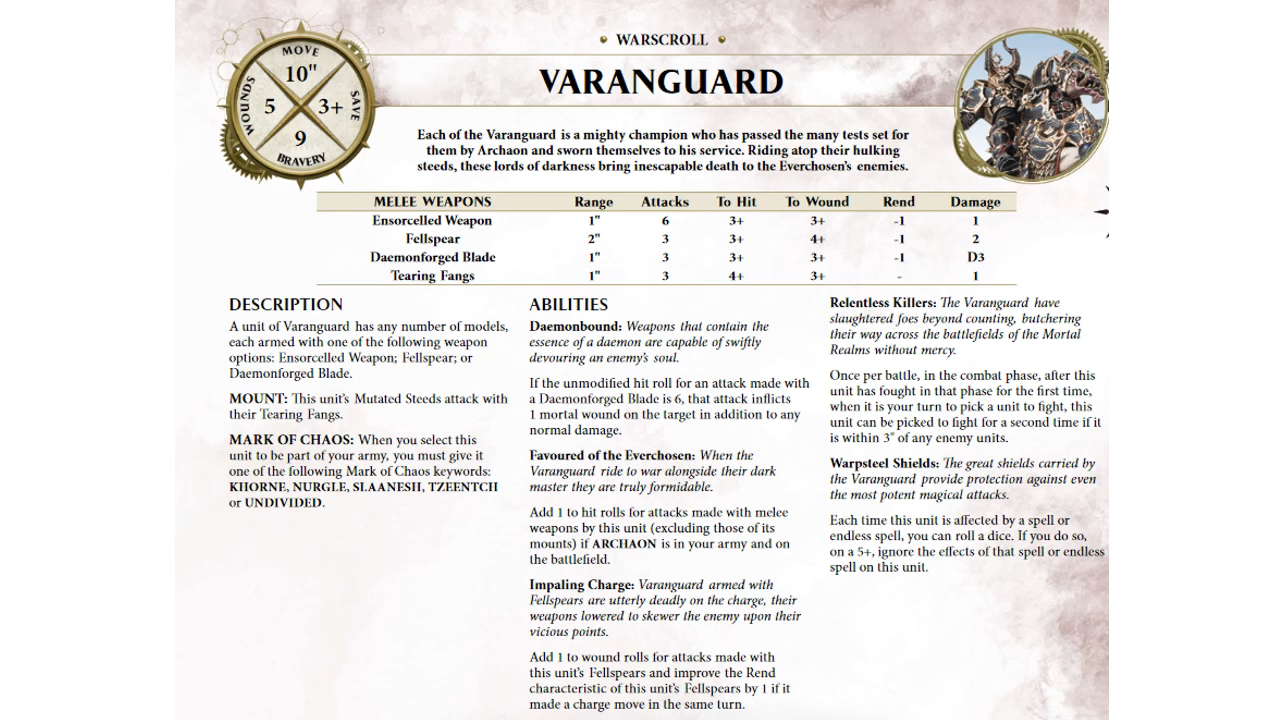 WARSCROLL
VARANGUARD
MOVE
10"
WOUNDS
5
3+
SAVE
9
BRAVERY
Each of the Varanguard is a mighty champion who has passed the many tests set for
them by Archaon and sworn themselves to his service. Riding atop their hulking
steeds, these lords of darkness bring inescapable death to the Everchosen's enemies.
MELEE WEAPONS Range Attacks To Hit To Wound Rend Damage
Ensorcelled Weapon 1" 6 3+ 3+ -1 1
Fellspear 2" 3 3+ 4+ -1 2
Daemonforged Blade 1" 3 3+ 3+ -1 D3
Tearing Fangs 1" 3 4+ 3+ - 1
DESCRIPTION
A unit of Varanguard has any number of models,
each armed with one of the following weapon
options: Ensorcelled Weapon; Fellspear; or
Daemonforged Blade.
MOUNT: This unit's Mutated Steeds attack with
their Tearing Fangs.
MARK OF CHAOS: When you select this
unit to be part of your army, you must give it
one of the following Mark of Chaos keywords:
KHORNE, NURGLE, SLAANESH, TZEENTCH
or UNDIVIDED.
ABILITIES
Daemonbound: Weapons that contain the
essence of a daemon are capable of swiftly
devouring an enemy's soul.
If the unmodified hit roll for an attack made with
a Daemonforged Blade is 6, that attack inflicts
1 mortal wound on the target in addition to any
normal damage.
Favoured of the Everchosen: When the
Varanguard ride to war alongside their dark
master they are truly formidable.
Add 1 to hit rolls for attacks made with melee
weapons by this unit (excluding those of its
mounts) if ARCHAON is in your army and on
the battlefield.
Impaling Charge: Varanguard armed with
Fellspears are utterly deadly on the charge, their
weapons lowered to skewer the enemy upon their
vicious points.
Add 1 to wound rolls for attacks made with
this unit's Fellspears and improve the Rend
characteristic of this unit's Fellspears by 1 if it
made a charge move in the same turn.
Relentless Killers: The Varanguard have
slaughtered foes beyond counting, butchering
their way across the battlefields of the Mortal
Realms without mercy.
Once per battle, in the combat phase, after this
unit has fought in that phase for the first time,
when it is your turn to pick a unit to fight, this
unit can be picked to fight for a second time if it
is within 3" of any enemy units.
Warpsteel Shields: The great shields carried by
the Varanguard provide protection against even
the most potent magical attacks.
Each time this unit is affected by a spell or
endless spell, you can roll a dice. If you do so,
on a 5+, ignore the effects of that spell or endless
spell on this unit.